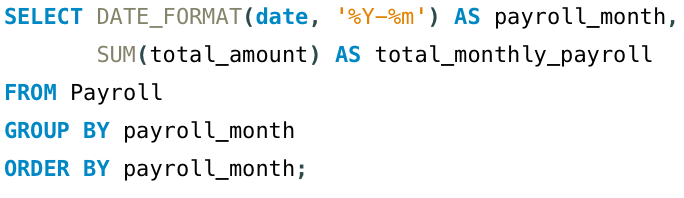 SELECT DATE_FORMAT(date, '%Y-%m') AS payroll_month,
       SUM(total_amount) AS total_monthly_payroll
FROM Payroll
GROUP BY payroll_month
ORDER BY payroll_month;